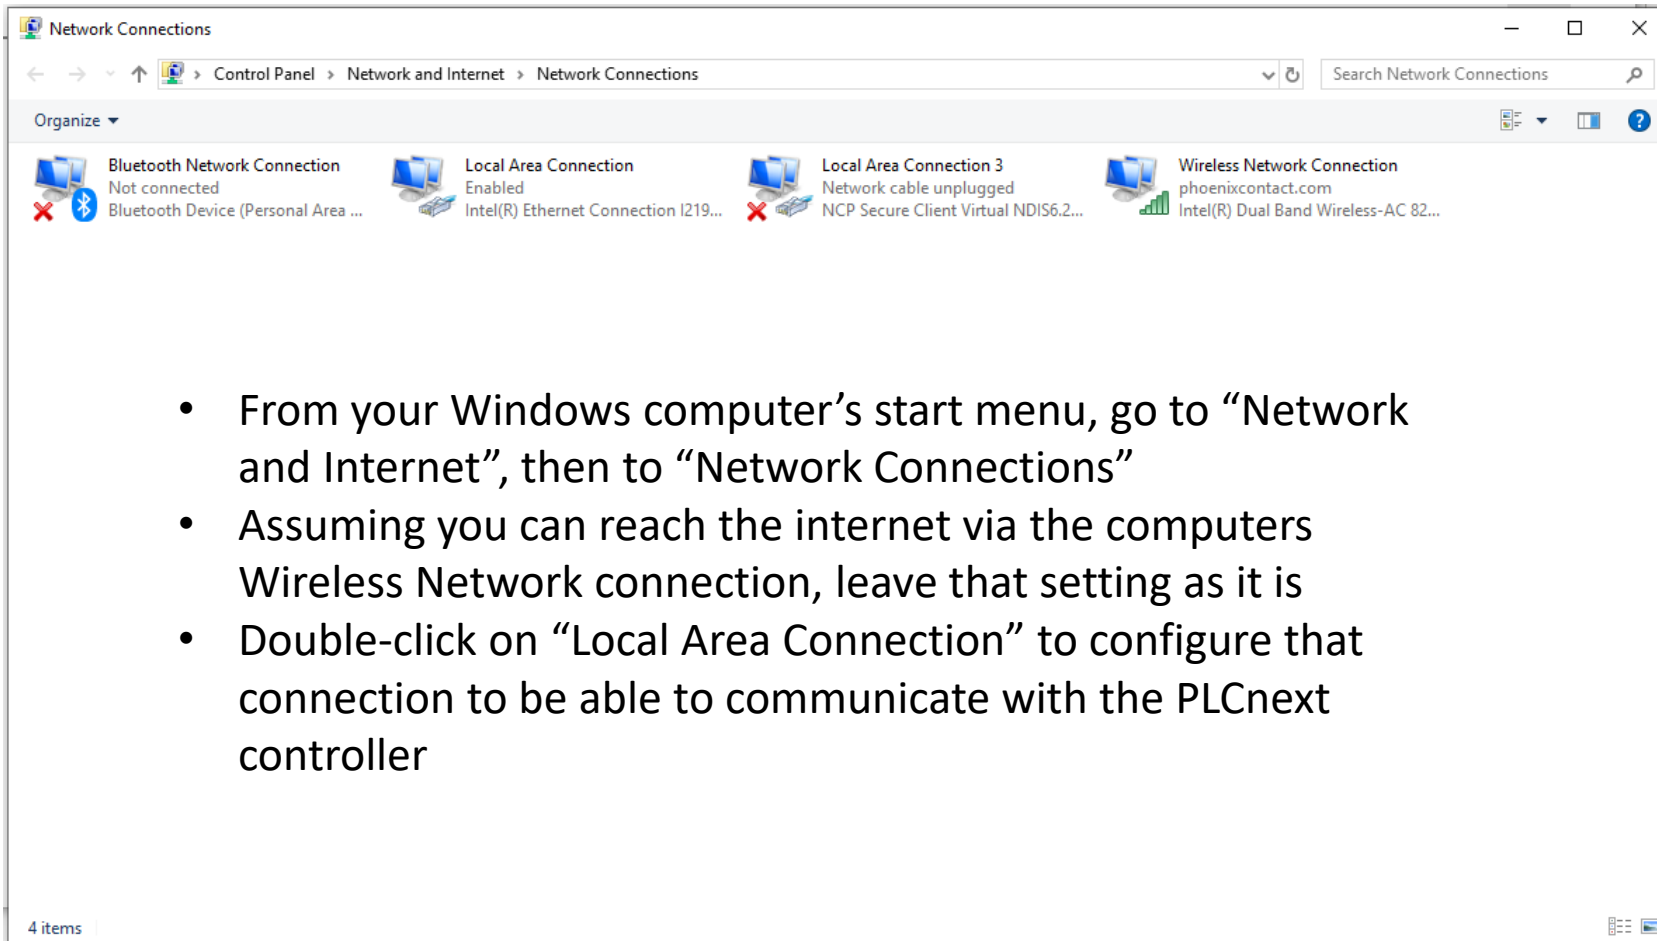 Network Connections
Control Panel > Network and Internet > Network Connections
Search Network Connections
Organize
Bluetooth Network Connection
Not connected
Bluetooth Device (Personal Area ...
Local Area Connection
Enabled
Intel(R) Ethernet Connection I219...
Local Area Connection 3
Network cable unplugged
NCP Secure Client Virtual NDIS6.2...
Wireless Network Connection
phoenixcontact.com
Intel(R) Dual Band Wireless-AC 82...
• From your Windows computer’s start menu, go to “Network
and Internet”, then to “Network Connections”
• Assuming you can reach the internet via the computers
Wireless Network connection, leave that setting as it is
• Double-click on “Local Area Connection” to configure that
connection to be able to communicate with the PLCnext
controller
4 items